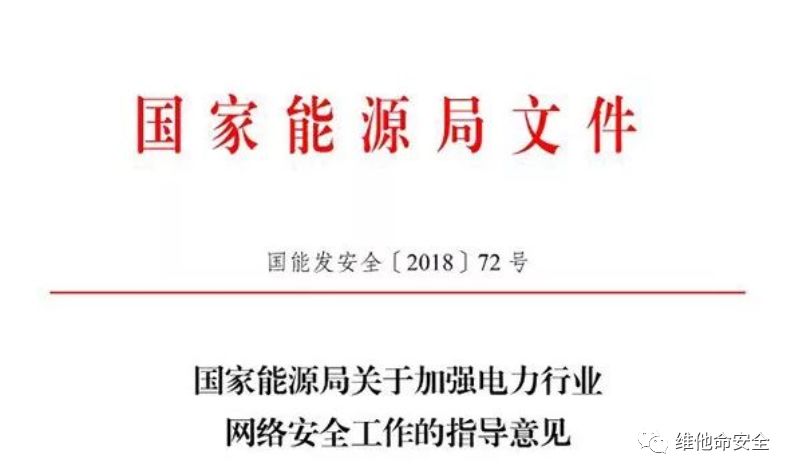 国家能源局文件
国能发安全〔2018〕72号
国家能源局关于加强电力行业
网络安全工作的指导意见
维他命安全